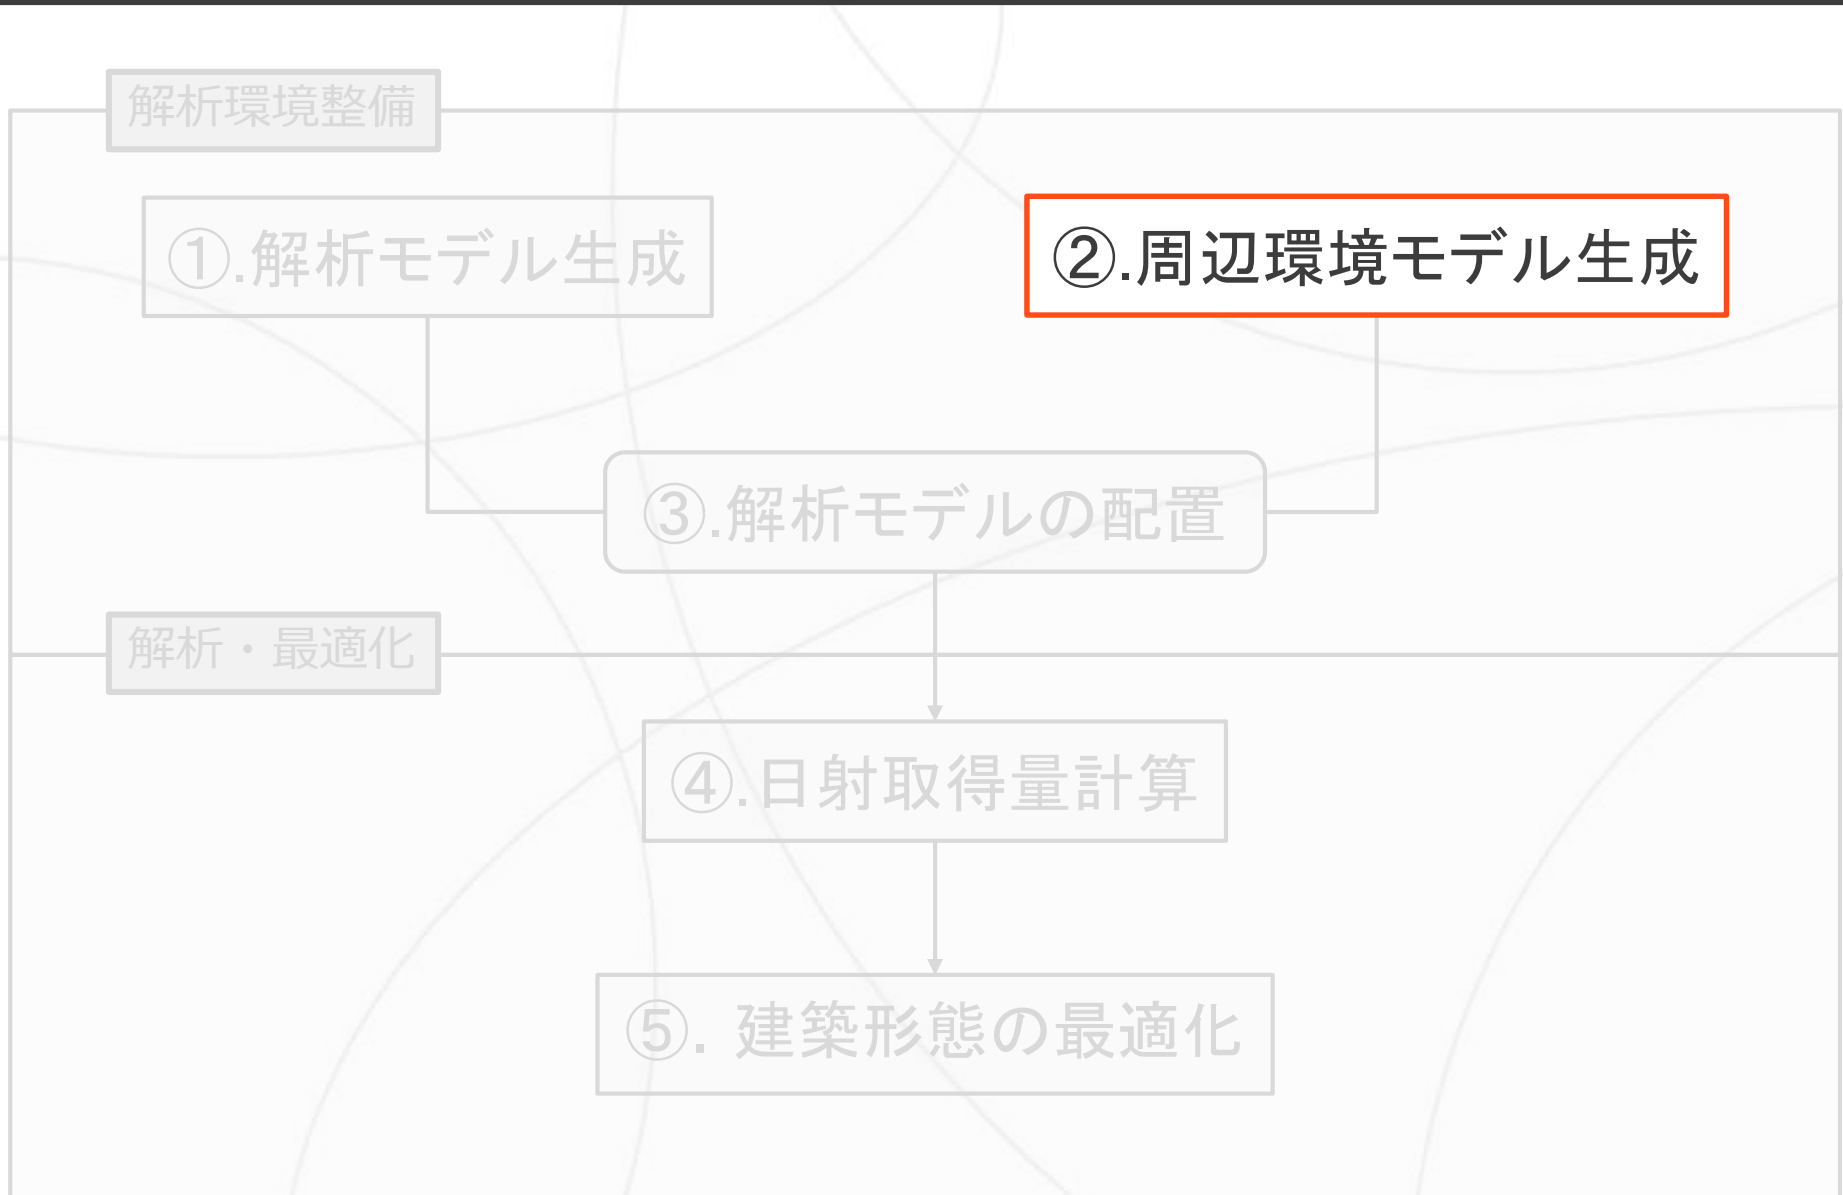 解析環境整備
①.解析モデル生成
②.周辺環境モデル生成
③.解析モデルの配置
解析・最適化
④.日射取得量計算
⑤. 建築形態の最適化